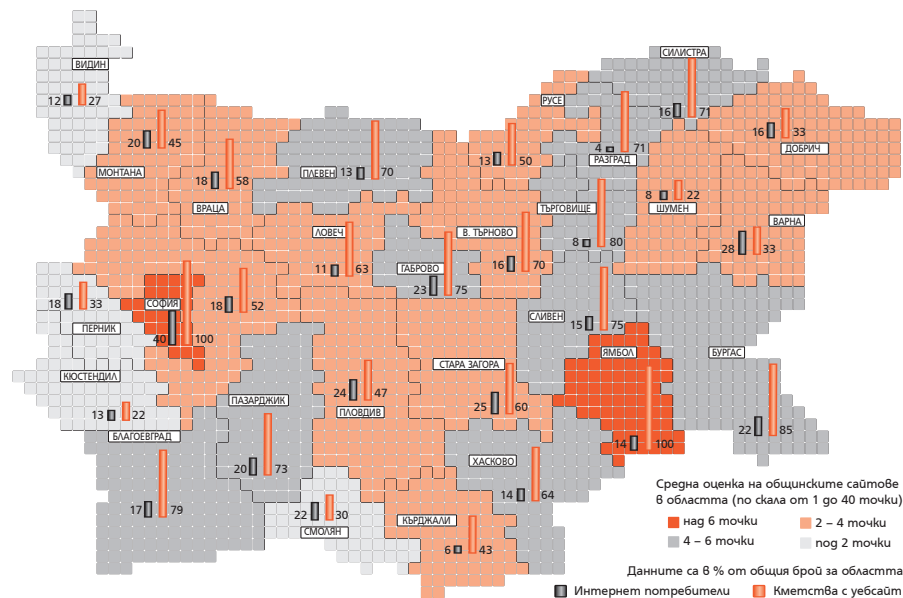 СИЛИСТРА
16 71
ВИДИН
12 27
РУСЕ
4 71
РАЗГРАД
16 33
ДОБРИЧ
20 45
МОНТАНА
18 58
ВРАЦА
ПЛЕВЕН 13 70
13 50
ТЪРГОВИЩЕ
8 80
8 22
ШУМЕН
ВАРНА
28 33
ЛОВЕЧ
11 63
ГАБРОВО
23 75
В. ТЪРНОВО
16 70
18 33
ПЕРНИК
СОФИЯ
40 100
18 52
СЛИВЕН
15 75
ЯМБОЛ
14 100
БУРГАС
22 85
КЮСТЕНДИЛ
13 22
ПАЗАРДЖИК
20 73
24 47
ПЛОВДИВ
СТАРА ЗАГОРА
25 60
БЛАГОЕВГРАД
17 79
22 30
СМОЛЯН
ХАСКОВО
14 64
КЪРДЖАЛИ
6 43
Средна оценка на общинските сайтове
в областта (по скала от 1 до 40 точки)
над 6 точки 2 – 4 точки
4 – 6 точки под 2 точки
Данните са в % от общия брой за областта
Интернет потребители Кметства с уебсайт